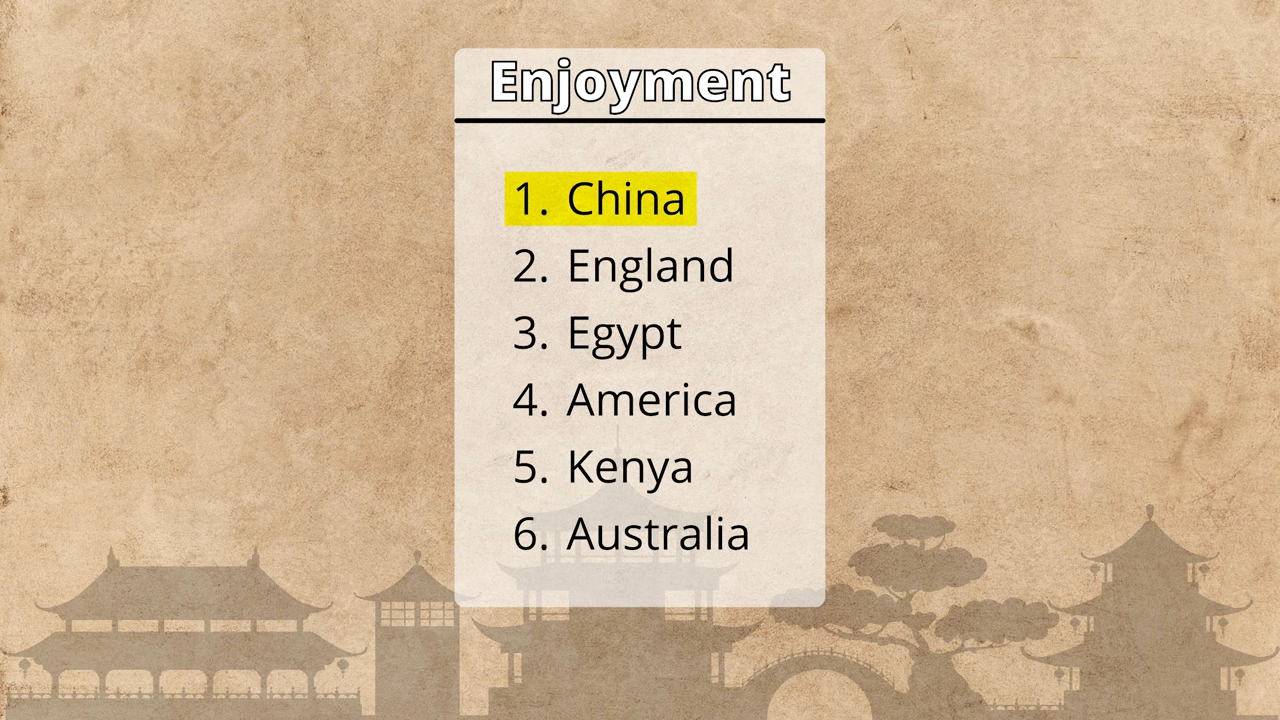 Enjoyment
1. China
2. England
3. Egypt
4. America
5. Kenya
6. Australia